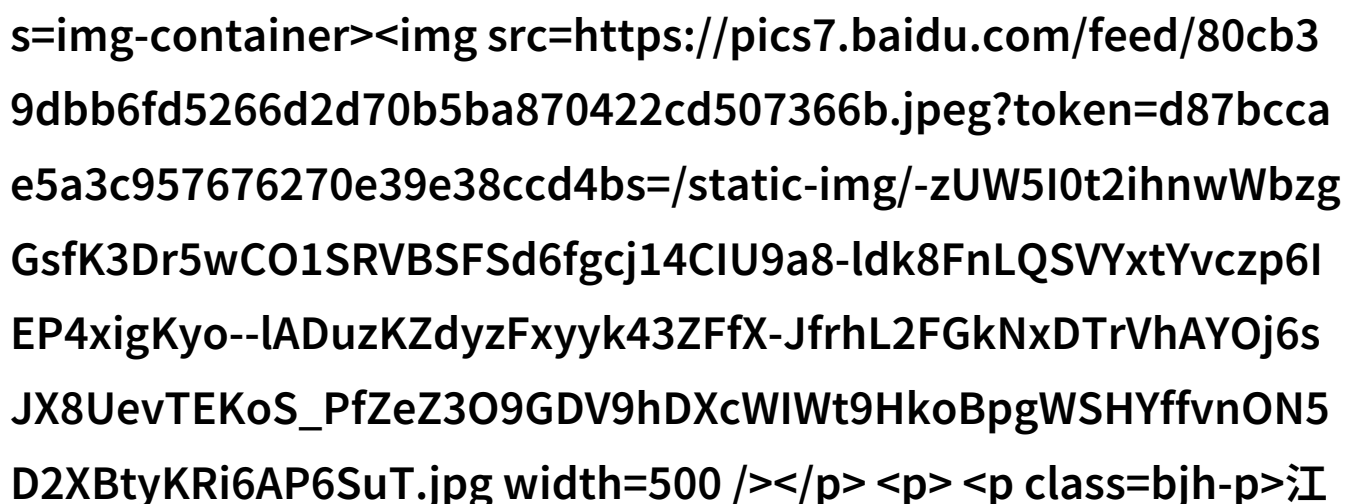 s=img-container><img src=https://pics7.baidu.com/feed/80cb3
9dbb6fd5266d2d70b5ba870422cd507366b.jpeg?token=d87bcca
e5a3c957676270e39e38ccd4bs=/static-img/-zUW5I0t2ihnwWbzg
GsfK3Dr5wCO1SRVBSFSd6fgcj14CIU9a8-ldk8FnLQSVYxtYvczp6I
EP4xigKyo--lADuzKZdyzFxyyk43ZFfX-JfrhL2FGkNxDTrVhAYOj6s
JX8UevTEKoS_PfZeZ3O9GDV9hDXcWIWt9HkoBpgWSHYffvnON5
D2XBtyKRi6AP6SuT.jpg width=500 /></p> <p> <p class=bjh-p>江